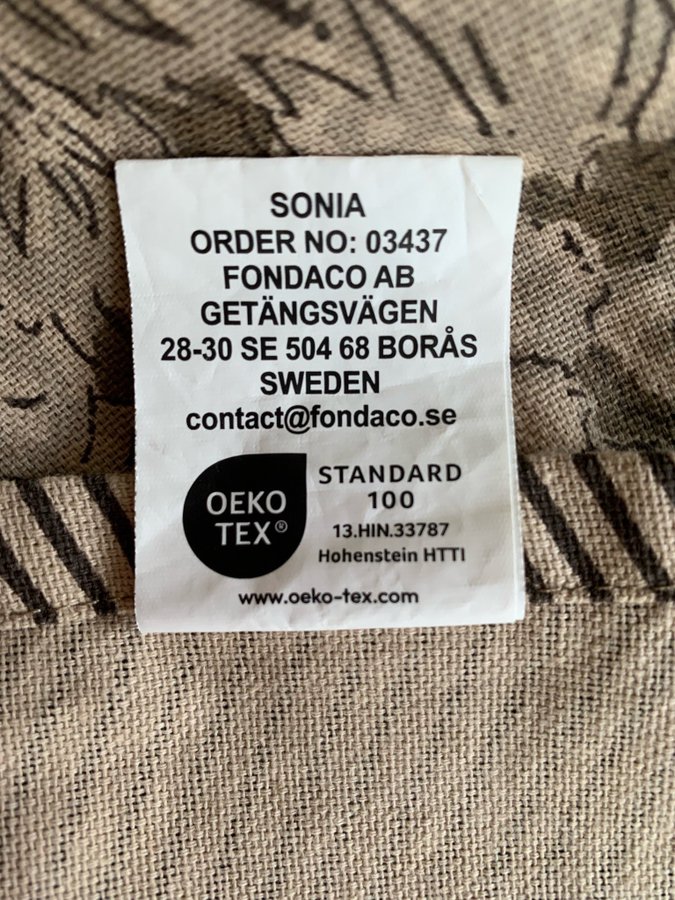 SONIA
ORDER NO: 03437
FONDACO AB
GETÄNGSVÄGEN
28-30 SE 504 68 BORÅS
SWEDEN
contact@fondaco.se
OEKO
TEX®
STANDARD
100
13.HIN.33787
Hohenstein HTTI
www.oeko-tex.com